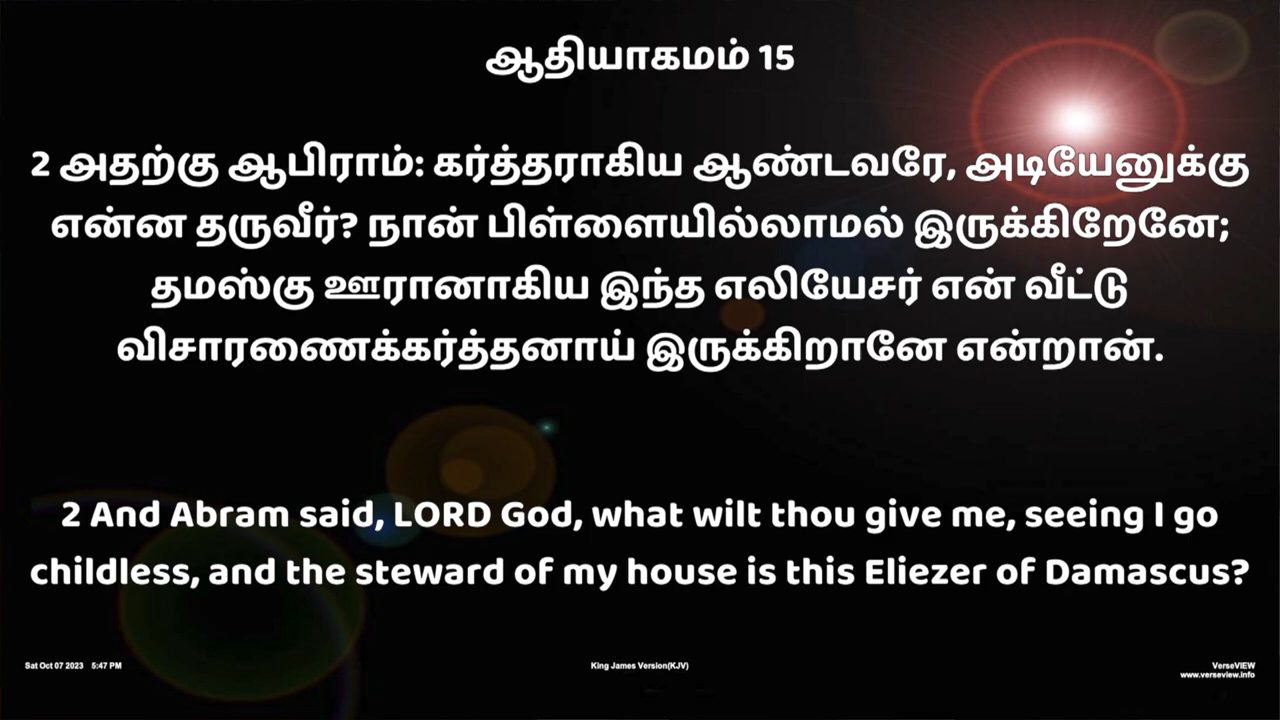 ஆதியாகமம் 15
2 அதற்கு ஆபிராம்: கர்த்தராகிய ஆண்டவரே, அடியேனுக்கு
என்ன தருவீர்? நான் பிள்ளையில்லாமல் இருக்கிறேனே;
தமஸ்கு ஊரானாகிய இந்த எலியேசர் என் வீட்டு
விசாரணைக்கர்த்தனாய் இருக்கிறானே என்றான்.
2 And Abram said, LORD God, what wilt thou give me, seeing I go
childless, and the steward of my house is this Eliezer of Damascus?
Sat Oct 07 2023 5:47 PM
King James Version(KJV)
VerseVIEW
www.verseview.info